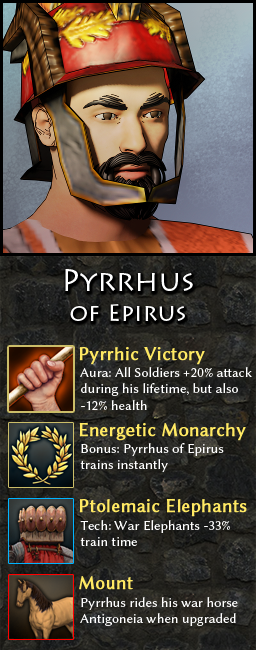 Pyrrhus
of Epirus
Pyrrhic Victory
Aura: All Soldiers +20% attack
during his lifetime, but also
-12% health
Energetic Monarchy
Bonus: Pyrrhus of Epirus
trains instantly
Ptolemaic Elephants
Tech: War Elephants -33%
train time
Mount
Pyrrhus rides his war horse
Antigoneia when upgraded